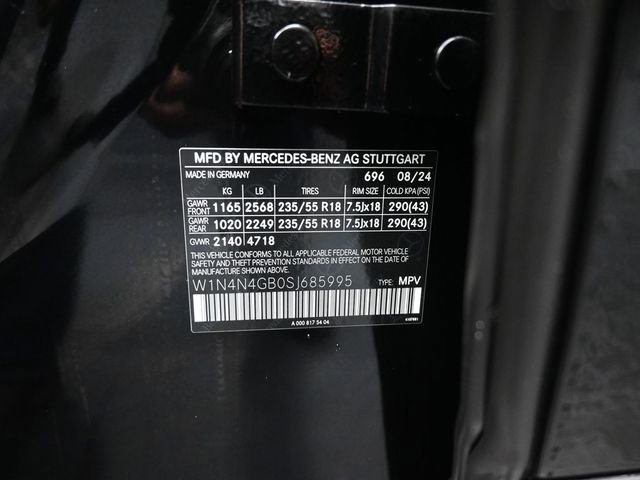 MFD BY MERCEDES-BENZ AG STUTTGART
MADE IN GERMANY 696 08/24
KG LB TIRES RIM SIZE COLD KPA(PSI)
GAWR FRONT 1165 2568 235/55 R18 7.5Jx18 290(43)
GAWR REAR 1020 2249 235/55 R18 7.5Jx18 290(43)
GVWR 2140 4718
THIS VEHICLE CONFORMS TO ALL APPLICABLE FEDERAL MOTOR VEHICLE
SAFETY AND THEFT PREVENTION STANDARDS IN EFFECT ON THE DATE OF
MANUFACTURE SHOWN ABOVE.
W1N4N4GB0SJ685995 TYPE: MPV
A 000 817 54 04